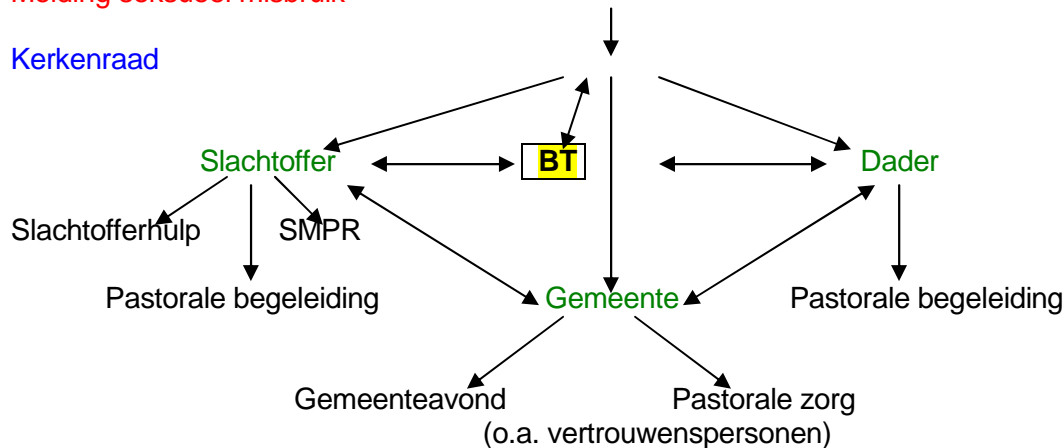 Kerkenraad
Slachtoffer BT Dader
Slachtofferhulp SMPR
Pastorale begeleiding Gemeente Pastorale begeleiding
Gemeenteavond Pastorale zorg
(o.a. vertrouwenspersonen)